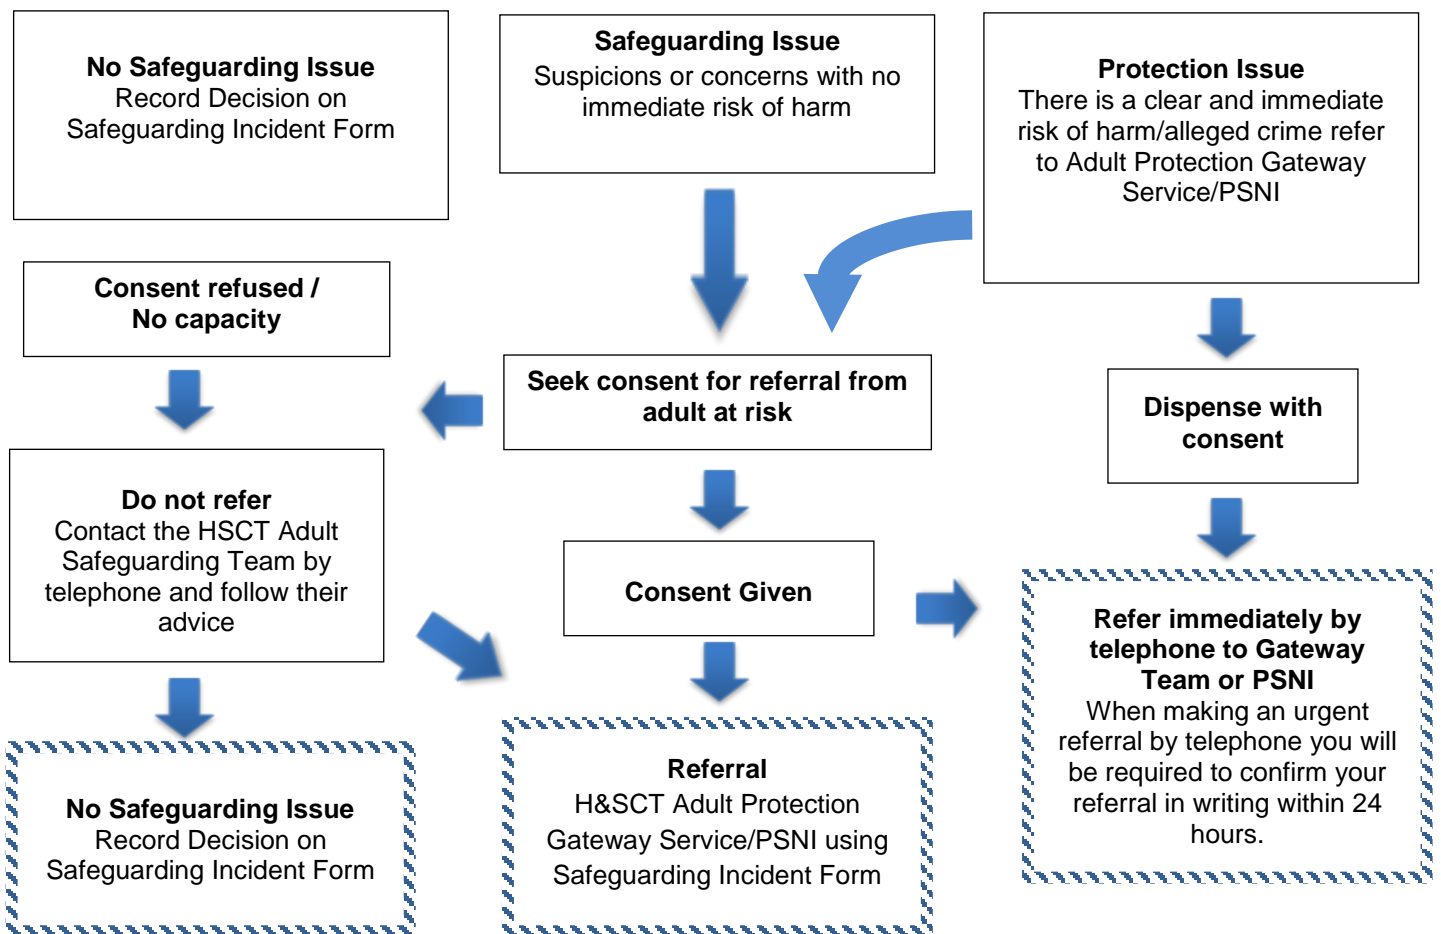 No Safeguarding Issue
Record Decision on
Safeguarding Incident Form
Safeguarding Issue
Suspicions or concerns with no
immediate risk of harm
Protection Issue
There is a clear and immediate
risk of harm/alleged crime refer
to Adult Protection Gateway
Service/PSNI
Consent refused /
No capacity
Seek consent for referral from
adult at risk
Dispense with
consent
Do not refer
Contact the HSCT Adult
Safeguarding Team by
telephone and follow their
advice
Consent Given
Refer immediately by
telephone to Gateway
Team or PSNI
When making an urgent
referral by telephone you will
be required to confirm your
referral in writing within 24
hours.
No Safeguarding Issue
Record Decision on
Safeguarding Incident Form
Referral
H&SCT Adult Protection
Gateway Service/PSNI using
Safeguarding Incident Form